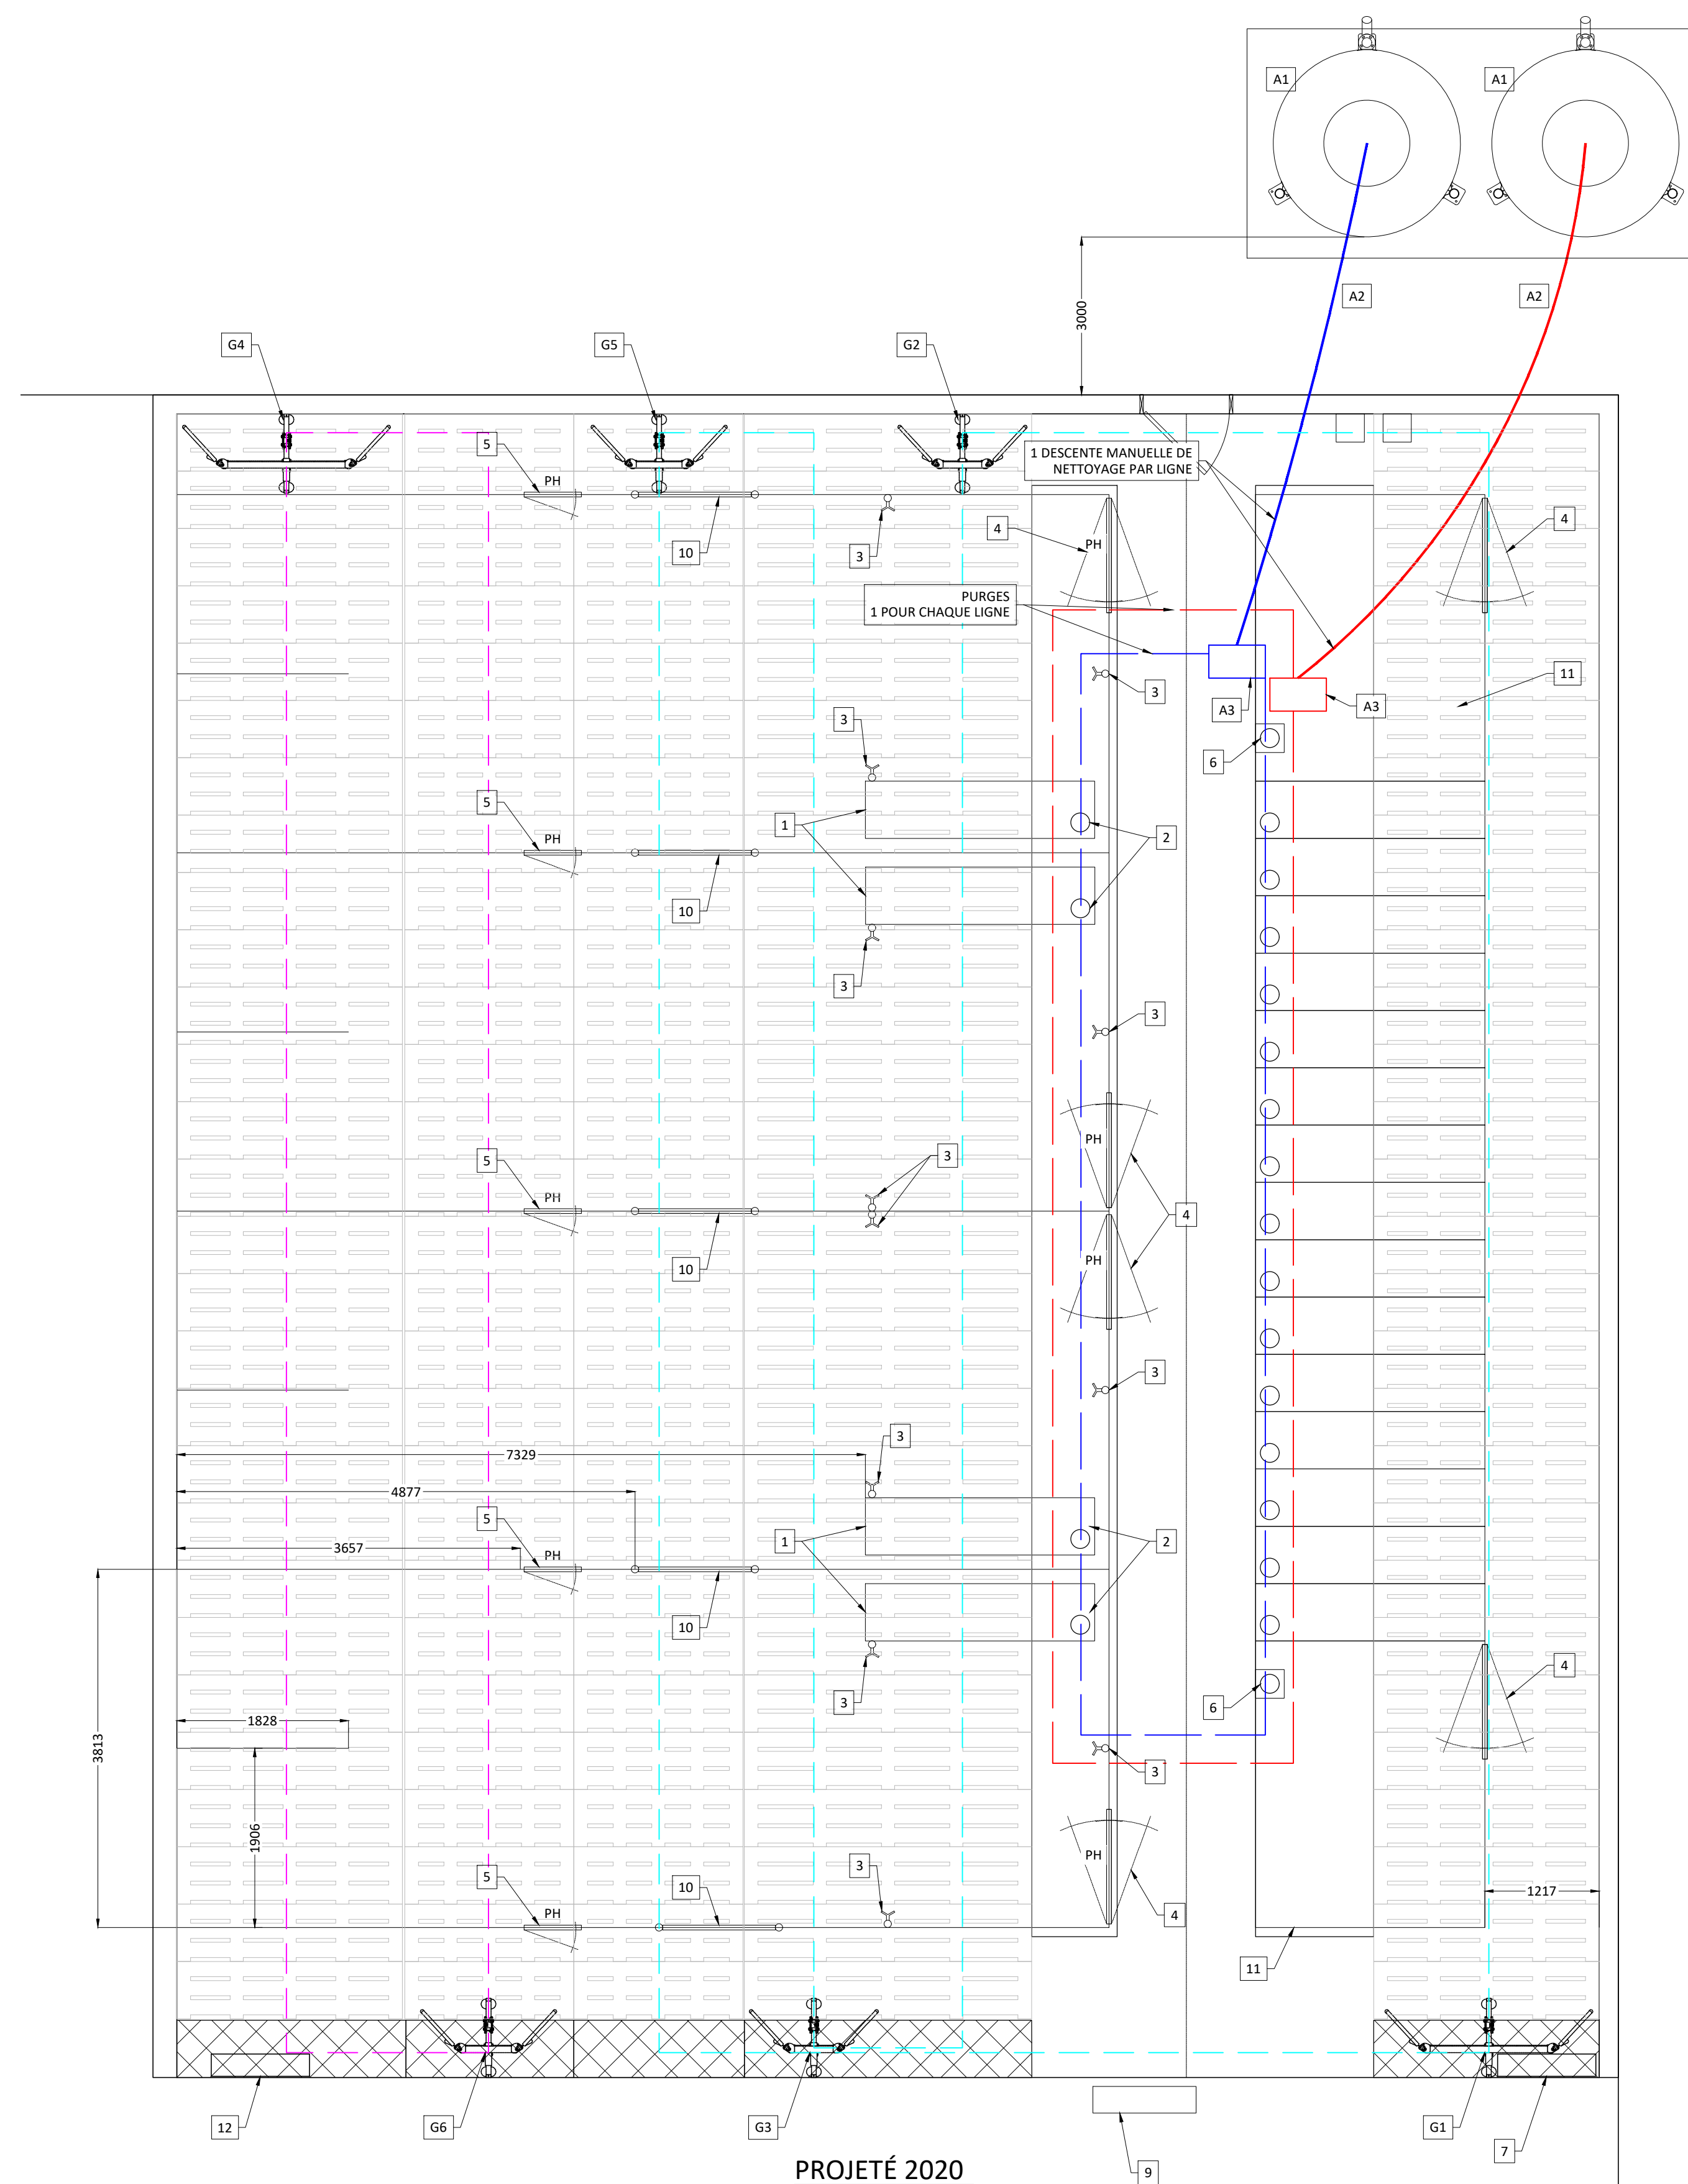 A1
A1
A2
A2
3000
G4
G5
G2
5
PH
1 DESCENTE MANUELLE DE
NETTOYAGE PAR LIGNE
10
3
4
PH
4
PURGES
1 POUR CHAQUE LIGNE
3
11
A3
A3
3
6
5
PH
1
2
10
3
3
5
PH
3
PH
4
10
PH
3
7329
3
4877
5
3657
PH
1
2
10
3
6
4
1828
3813
1906
3
3
5
PH
10
PH
4
1217
11
12
G6
G3
G1
7
9
PROJETÉ 2020